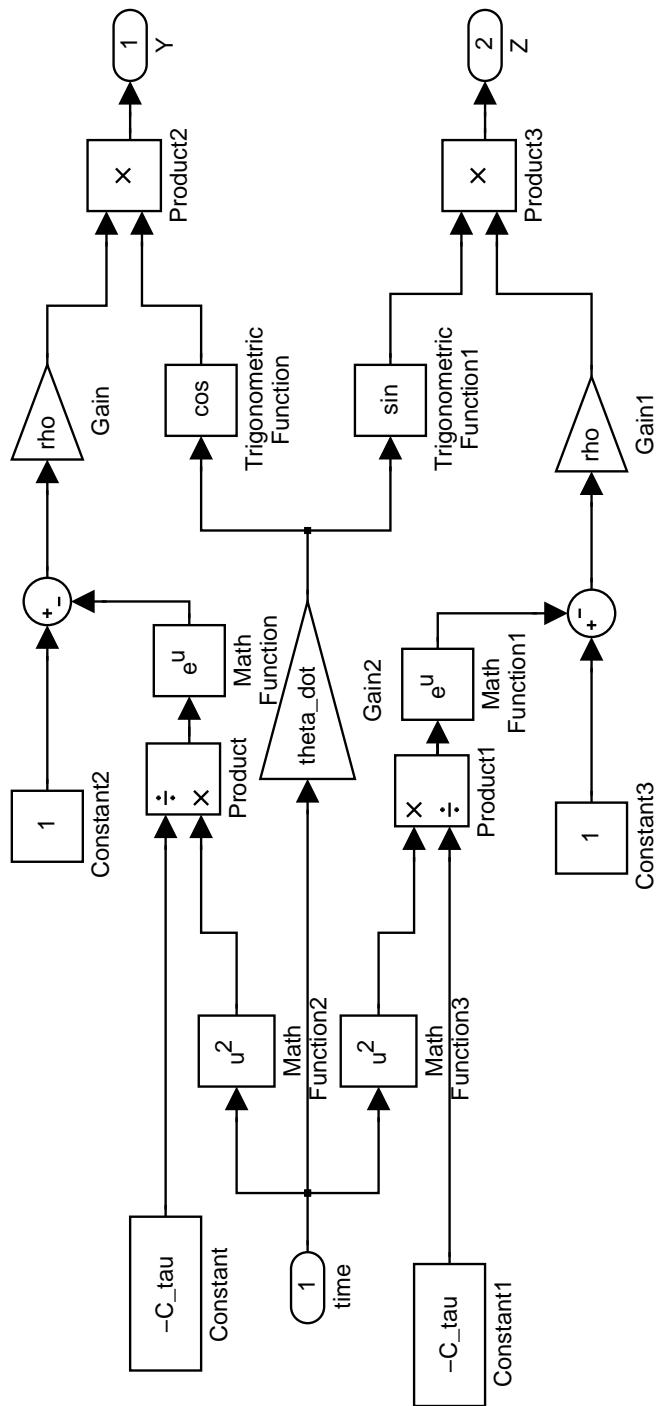 1
Constant2
+
−
rho
Gain
−C_tau
Constant
÷
×
Product
e^u
Math
Function
cos
Trigonometric
Function
×
Product2
1
Y
u^2
Math
Function2
1
time
theta_dot
Gain2
u^2
Math
Function3
sin
Trigonometric
Function1
×
Product3
2
Z
−C_tau
Constant1
×
÷
Product1
e^u
Math
Function1
1
Constant3
−
+
rho
Gain1